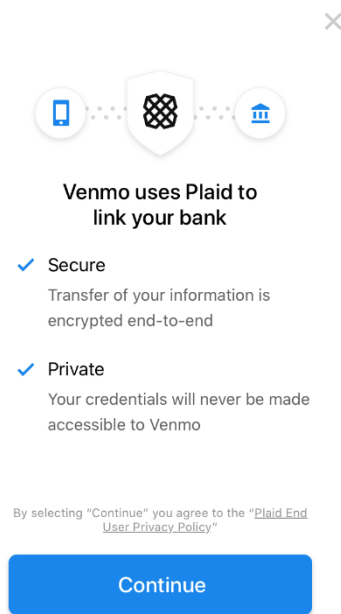 Venmo uses Plaid to
link your bank
Secure
Transfer of your information is
encrypted end-to-end
Private
Your credentials will never be made
accessible to Venmo
By selecting “Continue” you agree to the “Plaid End
User Privacy Policy”
Continue